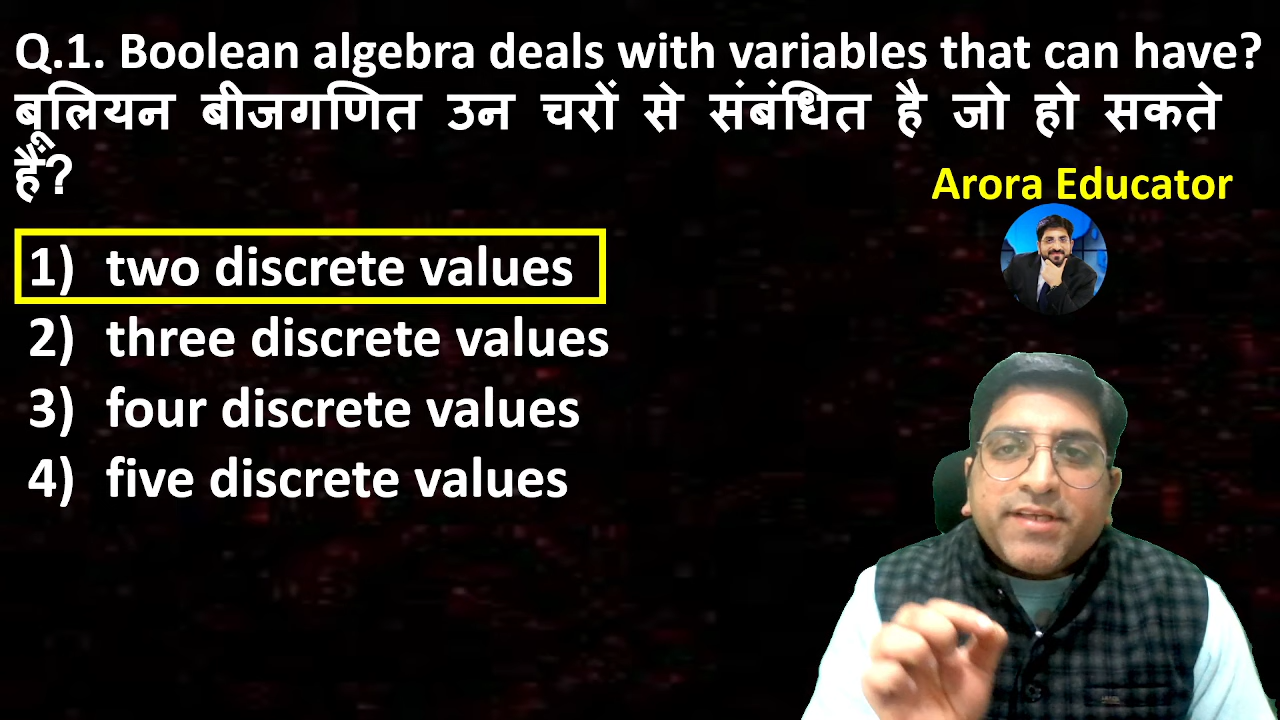 Q.1. Boolean algebra deals with variables that can have?
बूलियन बीजगणित उन चरों से संबंधित है जो हो सकते
हैं?
Arora Educator
1) two discrete values
2) three discrete values
3) four discrete values
4) five discrete values